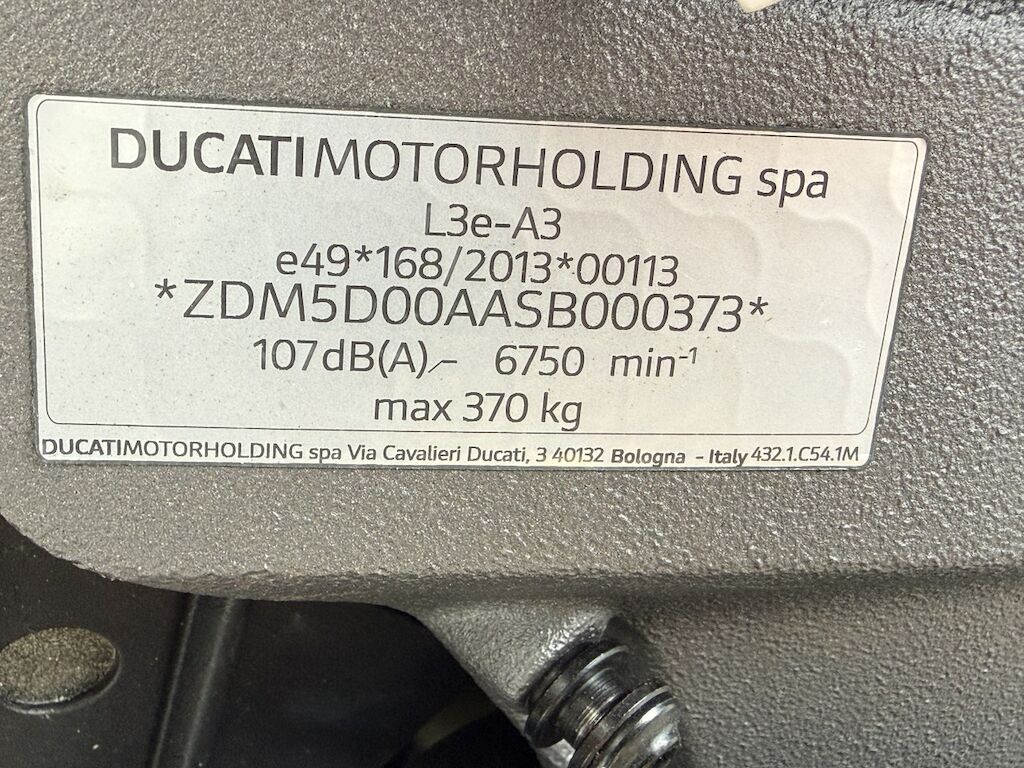 DUCATIMOTORHOLDING spa
L3e-A3
e49*168/2013*00113
*ZDM5D00AASB000373*
107dB(A)- 6750 min-1
max 370 kg
DUCATIMOTORHOLDING spa Via Cavalieri Ducati, 3 40132 Bologna - Italy 432.1.C54.1M